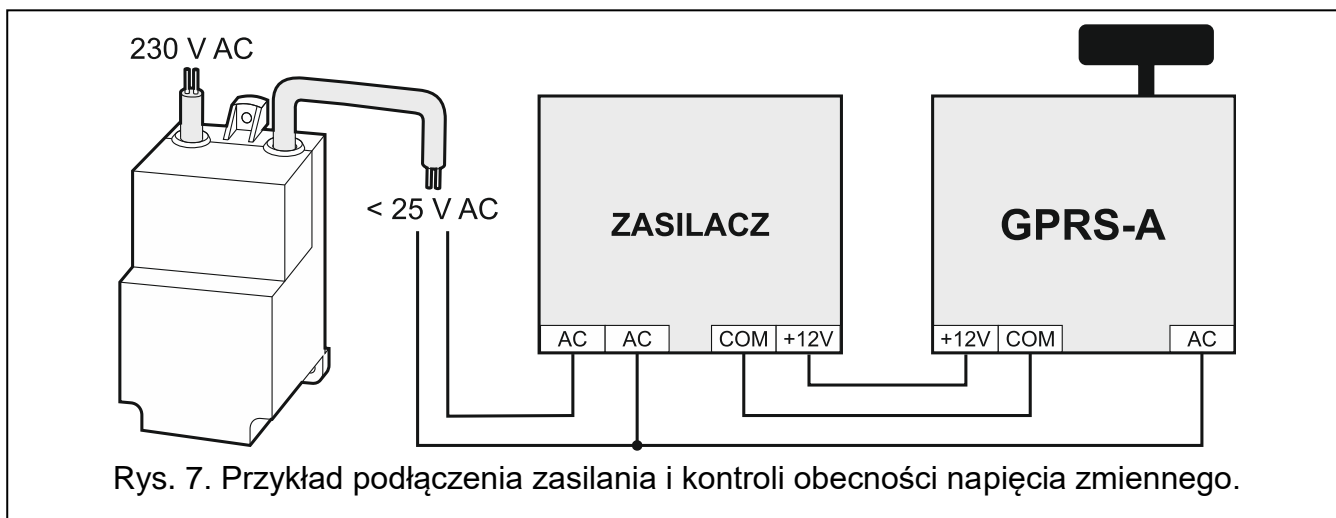 230 V AC
< 25 V AC
ZASILACZ
AC AC COM +12V
GPRS-A
+12V COM AC
Rys. 7. Przykład podłączenia zasilania i kontroli obecności napięcia zmiennego.